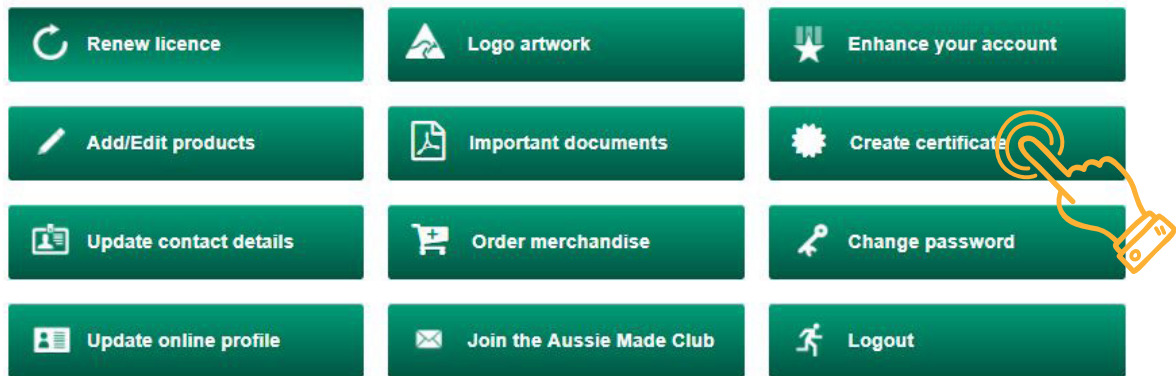 Renew licence
Logo artwork
Enhance your account
Add/Edit products
Important documents
Create certificate
Update contact details
Order merchandise
Change password
Update online profile
Join the Aussie Made Club
Logout